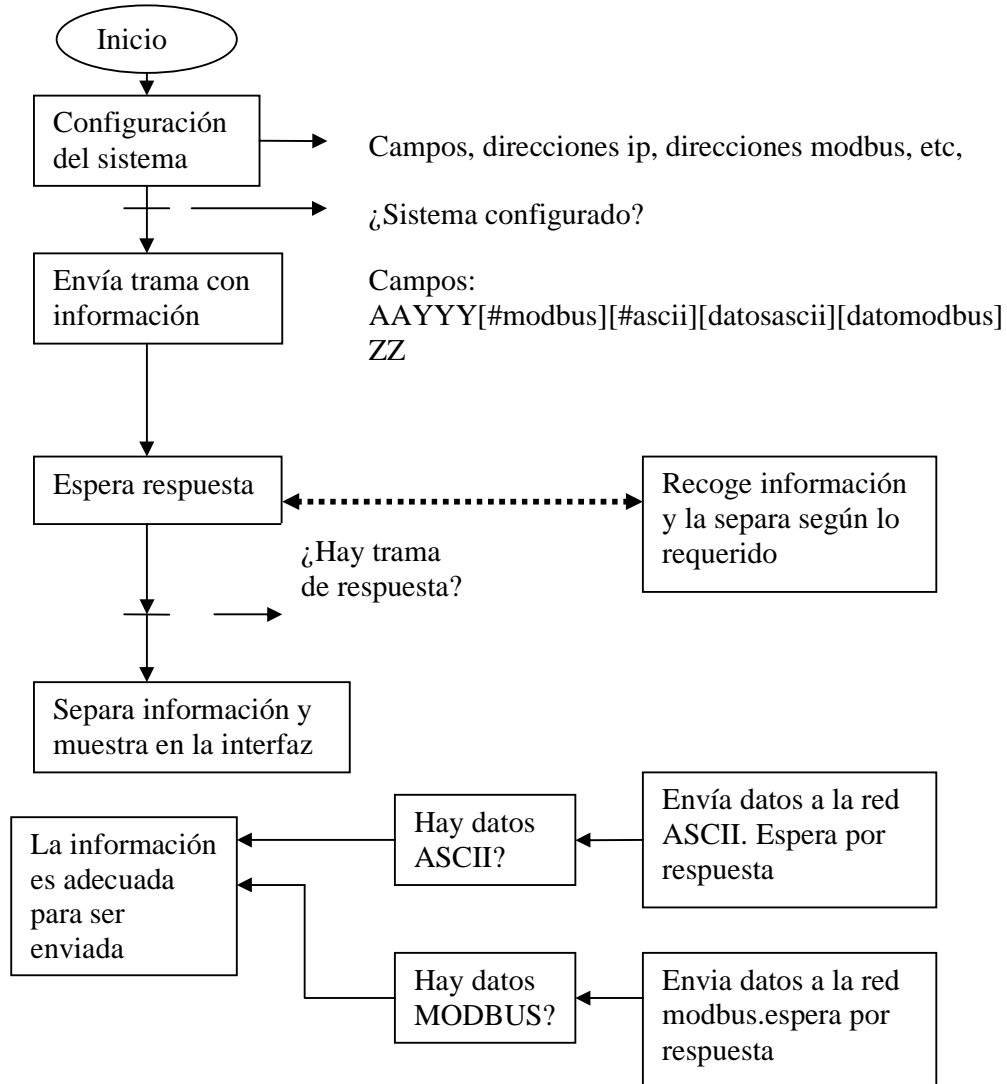 Inicio
Configuración
del sistema
Campos, direcciones ip, direcciones modbus, etc,
¿Sistema configurado?
Envía trama con
información
Campos:
AAYYY[#modbus][#ascii][datosascii][datomodbus]
ZZ
Espera respuesta
Recoge información
y la separa según lo
requerido
¿Hay trama
de respuesta?
Separa información y
muestra en la interfaz
La información
es adecuada
para ser
enviada
Hay datos
ASCII?
Envía datos a la red
ASCII. Espera por
respuesta
Hay datos
MODBUS?
Envia datos a la red
modbus.espera por
respuesta